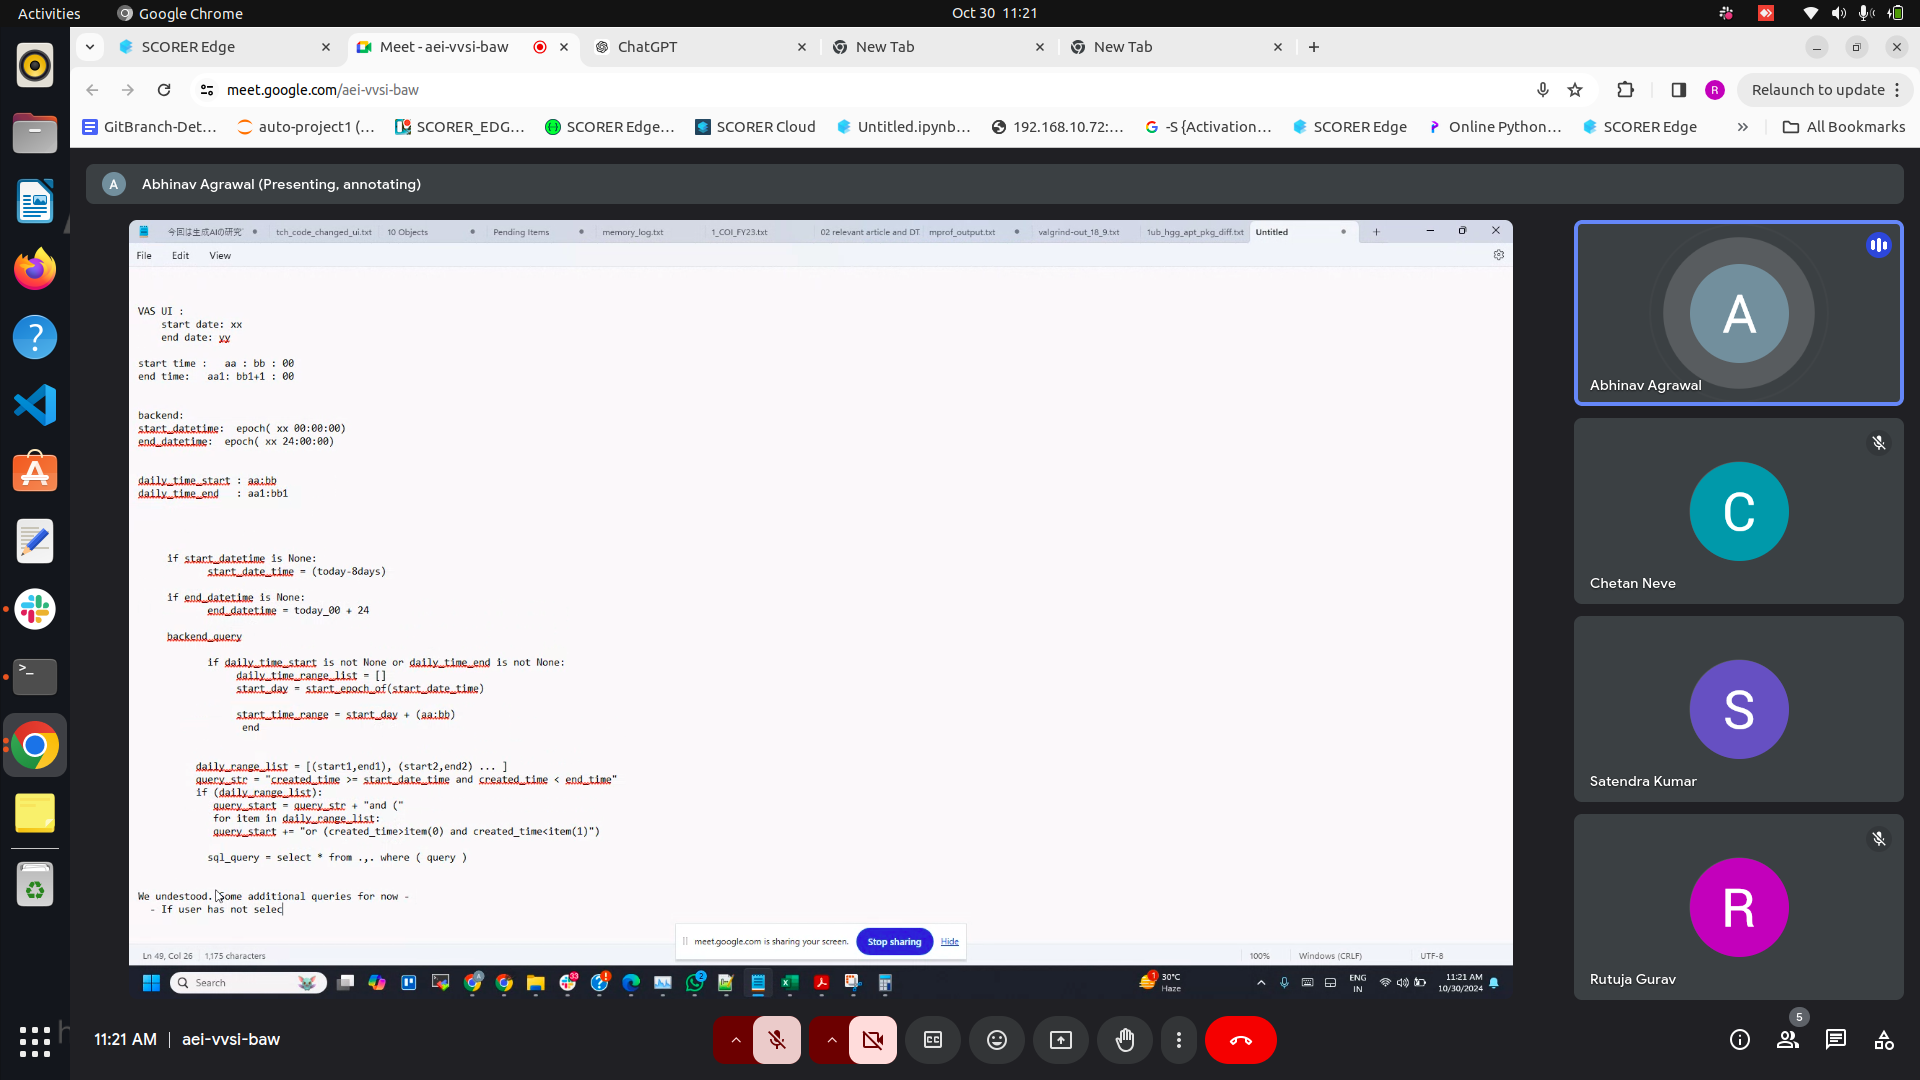 Activities
Google Chrome
Oct 30 11:21
SCORER Edge
Meet - aei-vvsi-baw
ChatGPT
New Tab
New Tab
meet.google.com/aei-vvsi-baw
R
Relaunch to update
GitBranch-Det...
auto-project1 (...
SCORER_EDG...
SCORER Edge...
SCORER Cloud
Untitled.ipynb...
192.168.10.72:...
-S {Activation...
SCORER Edge
Online Python...
SCORER Edge
All Bookmarks
A
Abhinav Agrawal (Presenting, annotating)
今回は生成AIの研究
tch_code_changed_ui.txt
10 Objects
Pending Items
memory_log.txt
1_COI_FY23.txt
02 relevant article and DT
mprof_output.txt
valgrind-out_18_9.txt
1ub_hgg_apt_pkg_diff.txt
Untitled
File
Edit
View
VAS UI :
start date: xx
end date: yy
start time : aa : bb : 00
end time: aa1: bb1+1 : 00
backend:
start_datetime: epoch( xx 00:00:00)
end_datetime: epoch( xx 24:00:00)
daily_time_start : aa:bb
daily_time_end : aa1:bb1
if start_datetime is None:
start_date_time = (today-8days)
if end_datetime is None:
end_datetime = today_00 + 24
backend_query
if daily_time_start is not None or daily_time_end is not None:
daily_time_range_list = []
start_day = start_epoch_of(start_date_time)
start_time_range = start_day + (aa:bb)
end
daily_range_list = [(start1,end1), (start2,end2) ... ]
query_str = "created_time >= start_date_time and created_time < end_time"
if (daily_range_list):
query_start = query_str + "and ("
for item in daily_range_list:
query_start += "or (created_time>item(0) and created_time<item(1)")
sql_query = select * from .,. where ( query )
We undestood. Some additional queries for now -
- If user has not selec
meet.google.com is sharing your screen.
Stop sharing
Hide
Ln 49, Col 26
1,175 characters
100%
Windows (CRLF)
UTF-8
Search
33
2
1
30°C
Haze
ENG
IN
11:21 AM
10/30/2024
A
Abhinav Agrawal
C
Chetan Neve
S
Satendra Kumar
R
Rutuja Gurav
11:21 AM
aei-vvsi-baw
5